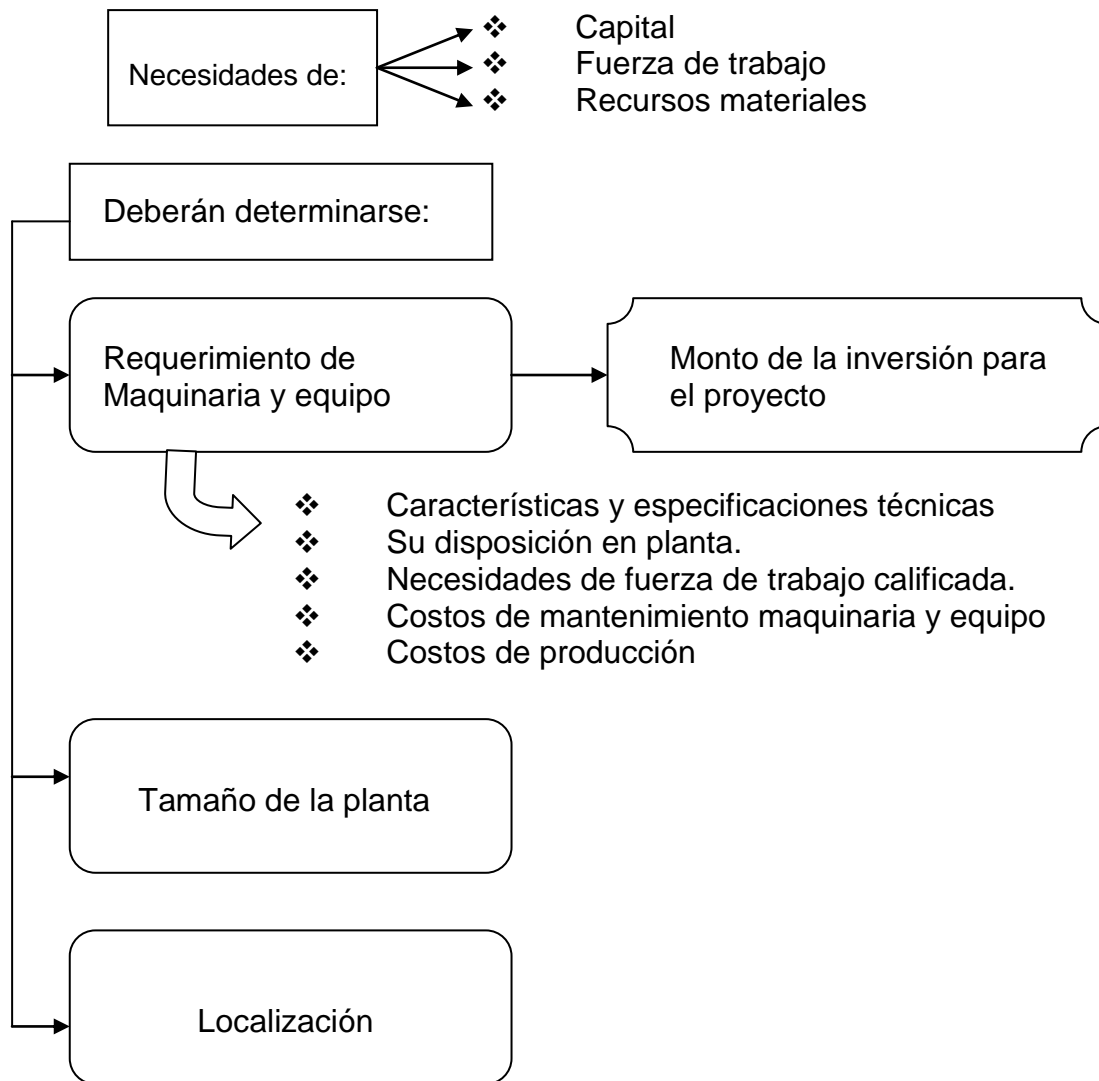 Necesidades de:
❖ Capital
❖ Fuerza de trabajo
❖ Recursos materiales
Deberán determinarse:
Requerimiento de
Maquinaria y equipo
Monto de la inversión para
el proyecto
❖ Características y especificaciones técnicas
❖ Su disposición en planta.
❖ Necesidades de fuerza de trabajo calificada.
❖ Costos de mantenimiento maquinaria y equipo
❖ Costos de producción
Tamaño de la planta
Localización